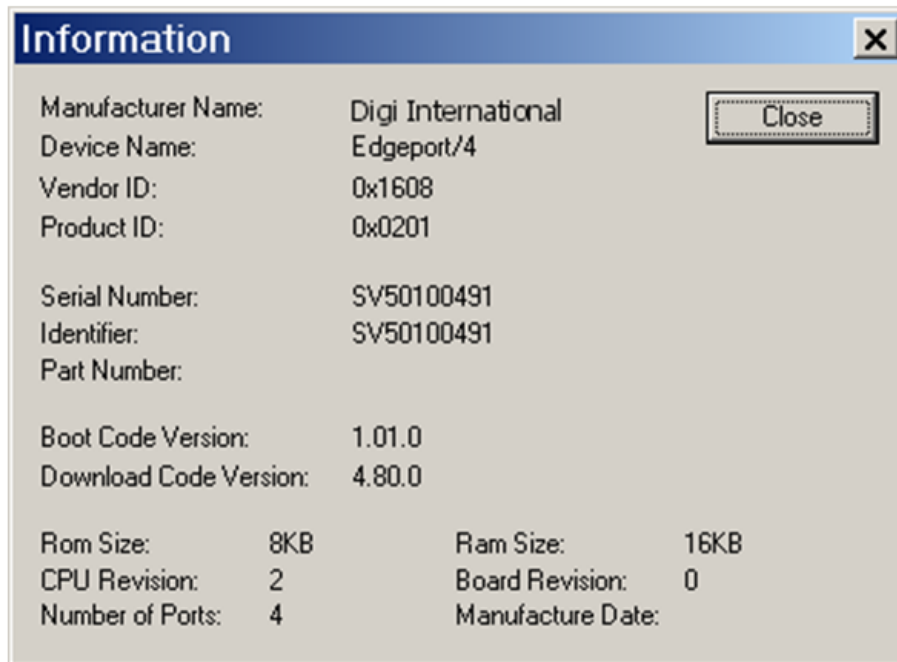 Information
Manufacturer Name: Digi International Close
Device Name: Edgeport/4
Vendor ID: 0x1608
Product ID: 0x0201
Serial Number: SV50100491
Identifier: SV50100491
Part Number:
Boot Code Version: 1.01.0
Download Code Version: 4.80.0
Rom Size: 8KB Ram Size: 16KB
CPU Revision: 2 Board Revision: 0
Number of Ports: 4 Manufacture Date: